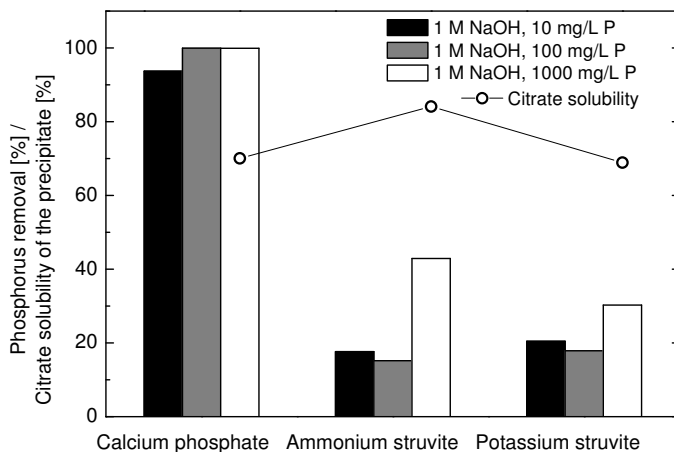 Phosphorus removal [%] /
Citrate solubility of the precipitate [%]
120
100
80
60
40
20
0
1 M NaOH, 10 mg/L P
1 M NaOH, 100 mg/L P
1 M NaOH, 1000 mg/L P
Citrate solubility
Calcium phosphate Ammonium struvite Potassium struvite